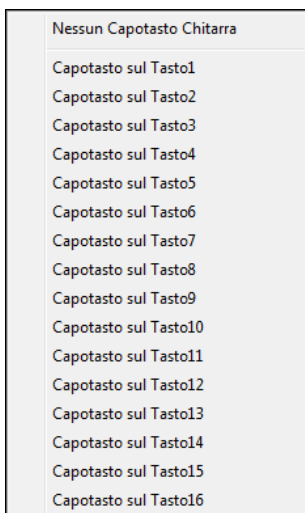 Nessun Capotasto Chitarra
Capotasto sul Tasto1
Capotasto sul Tasto2
Capotasto sul Tasto3
Capotasto sul Tasto4
Capotasto sul Tasto5
Capotasto sul Tasto6
Capotasto sul Tasto7
Capotasto sul Tasto8
Capotasto sul Tasto9
Capotasto sul Tasto10
Capotasto sul Tasto11
Capotasto sul Tasto12
Capotasto sul Tasto13
Capotasto sul Tasto14
Capotasto sul Tasto15
Capotasto sul Tasto16